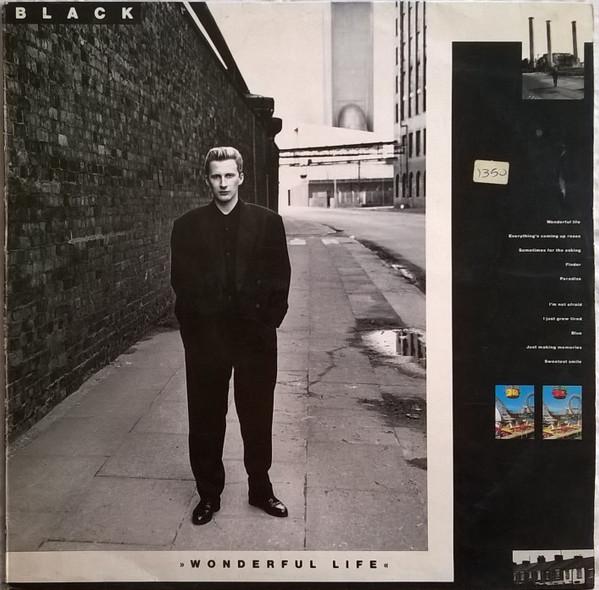 BLACK
1350
Wonderful life
Everything's coming up roses
Sometimes for the asking
Finder
Paradise
I'm not afraid
I just grew tired
Blue
Just making memories
Sweetest smile
»WONDERFUL LIFE«